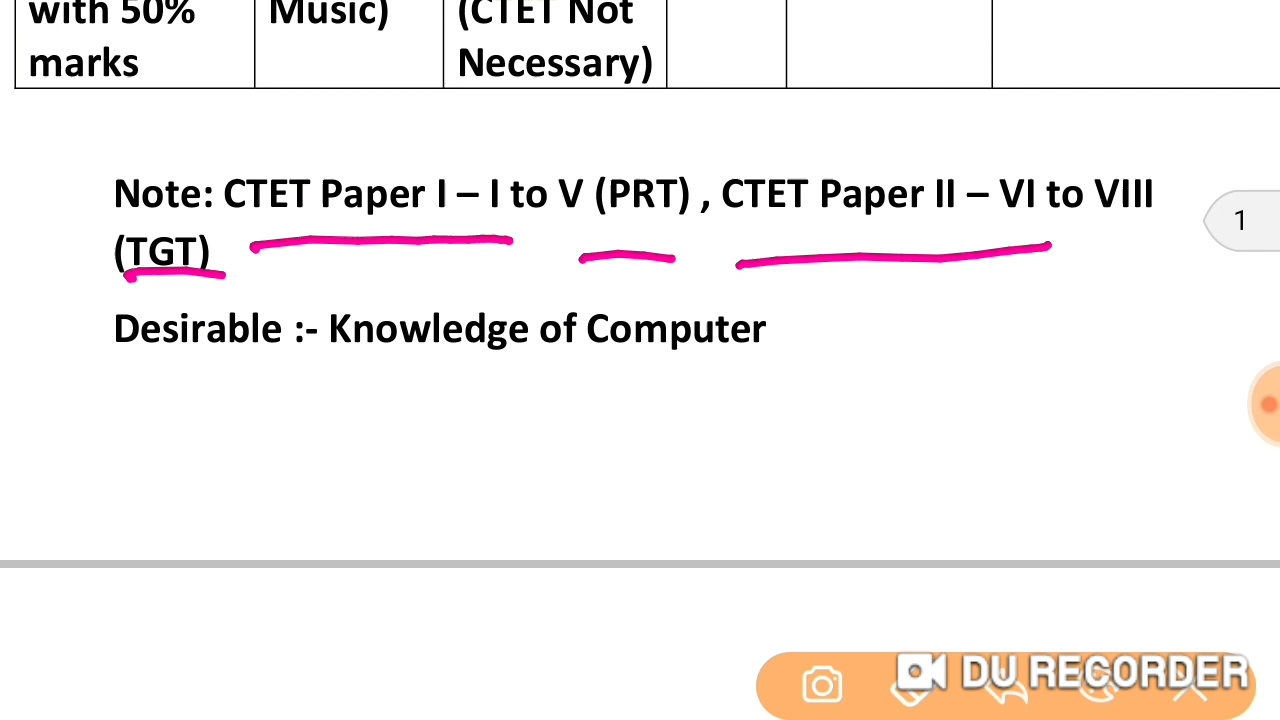 with 50%
Music)
(CTET Not
marks
Necessary)
Note: CTET Paper I – I to V (PRT) , CTET Paper II – VI to VIII
(TGT)
1
Desirable :- Knowledge of Computer
DU RECORDER